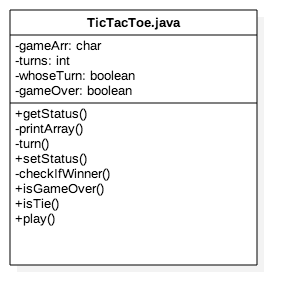 TicTacToe.java
-gameArr: char
-turns: int
-whoseTurn: boolean
-gameOver: boolean
+getStatus()
-printArray()
-turn()
+setStatus()
-checkIfWinner()
+isGameOver()
+isTie()
+play()